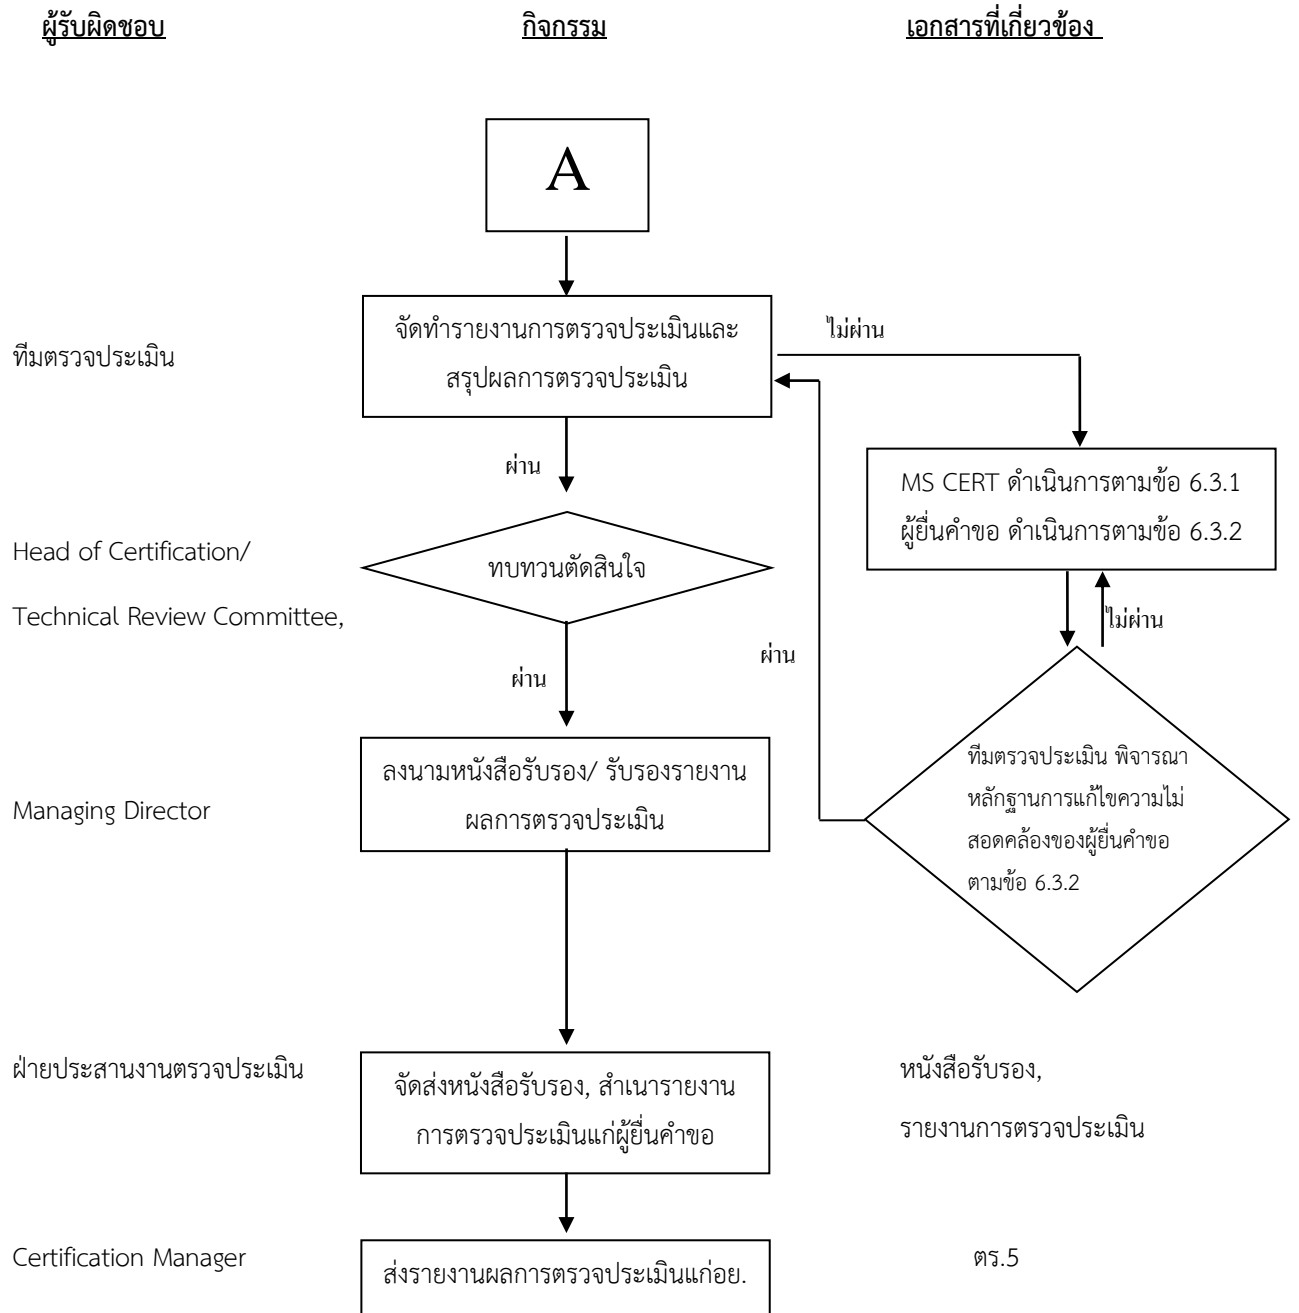 ผู้รับผิดชอบ
กิจกรรม
เอกสารที่เกี่ยวข้อง
A
ทีมตรวจประเมิน
จัดทำรายงานการตรวจประเมินและ
สรุปผลการตรวจประเมิน
ไม่ผ่าน
ผ่าน
MS CERT ดำเนินการตามข้อ 6.3.1
ผู้ยื่นคำขอ ดำเนินการตามข้อ 6.3.2
Head of Certification/
Technical Review Committee,
ทบทวนตัดสินใจ
ไม่ผ่าน
ผ่าน
ผ่าน
Managing Director
ลงนามหนังสือรับรอง/ รับรองรายงาน
ผลการตรวจประเมิน
ทีมตรวจประเมิน พิจารณา
หลักฐานการแก้ไขความไม่
สอดคล้องของผู้ยื่นคำขอ
ตามข้อ 6.3.2
ฝ่ายประสานงานตรวจประเมิน
จัดส่งหนังสือรับรอง, สำเนารายงาน
การตรวจประเมินแก่ผู้ยื่นคำขอ
หนังสือรับรอง,
รายงานการตรวจประเมิน
Certification Manager
ส่งรายงานผลการตรวจประเมินแก่อย.
ตร.5